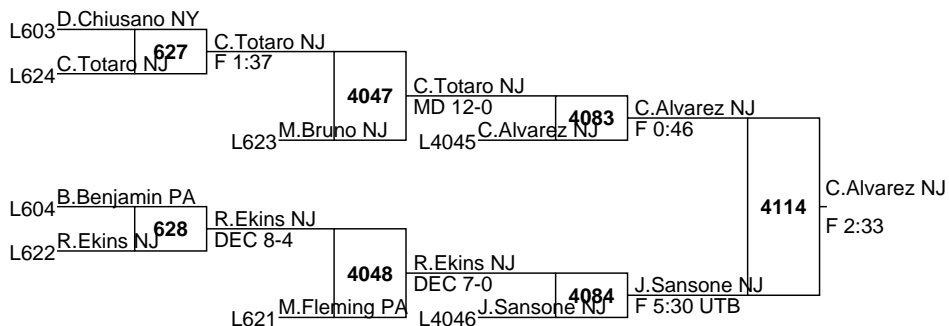 D.Chiusano NY
L603
627
C.Totaro NJ
F 1:37
L624
C.Totaro NJ
4047
C.Totaro NJ
MD 12-0
L623
M.Bruno NJ
4083
C.Alvarez NJ
F 0:46
L4045
C.Alvarez NJ
4114
C.Alvarez NJ
F 2:33
B.Benjamin PA
L604
628
R.Ekins NJ
DEC 8-4
L622
R.Ekins NJ
4048
R.Ekins NJ
DEC 7-0
L621
M.Fleming PA
4084
J.Sansone NJ
F 5:30 UTB
L4046
J.Sansone NJ